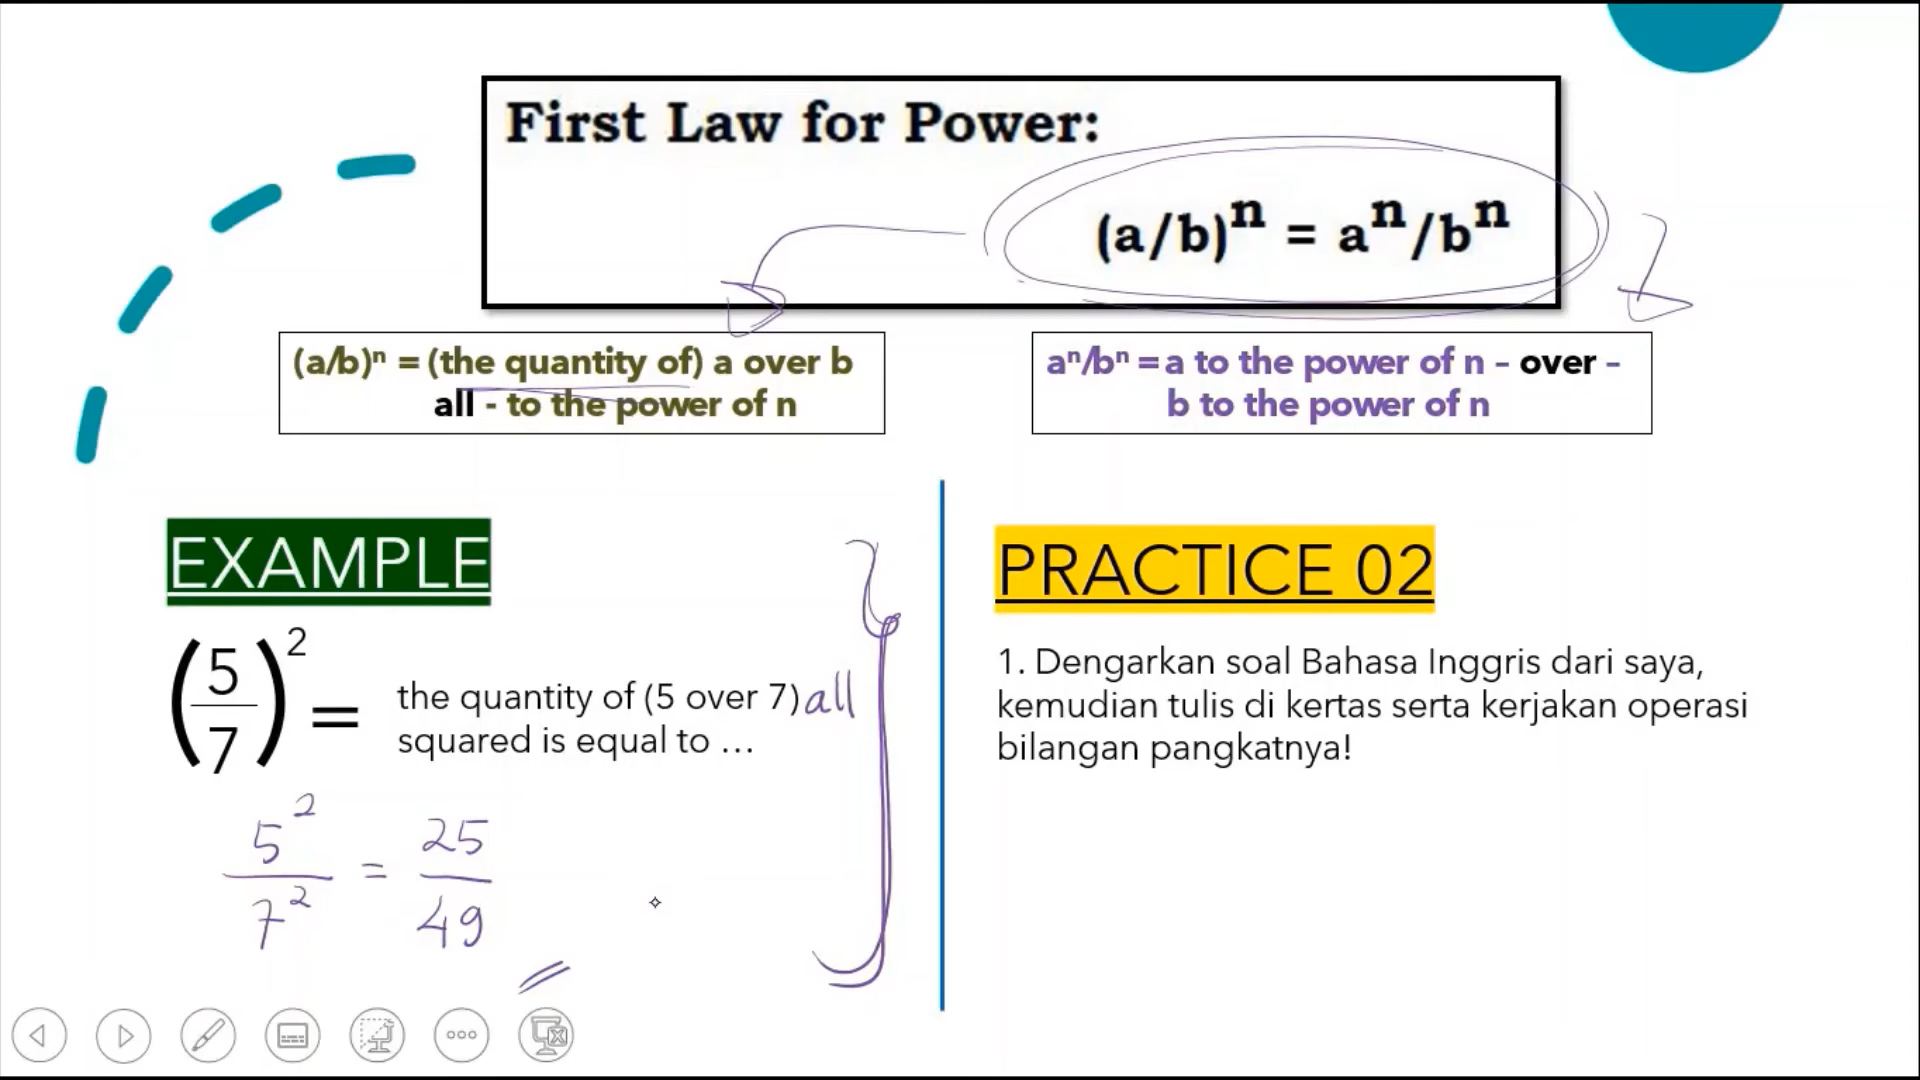 First Law for Power:
(a/b)ⁿ = aⁿ/bⁿ
(a/b)ⁿ = (the quantity of) a over b
all - to the power of n
aⁿ/bⁿ = a to the power of n – over –
b to the power of n
EXAMPLE
(5/7)² =
the quantity of (5 over 7) all
squared is equal to ...
5²/7² = 25/49
PRACTICE 02
1. Dengarkan soal Bahasa Inggris dari saya,
kemudian tulis di kertas serta kerjakan operasi
bilangan pangkatnya!